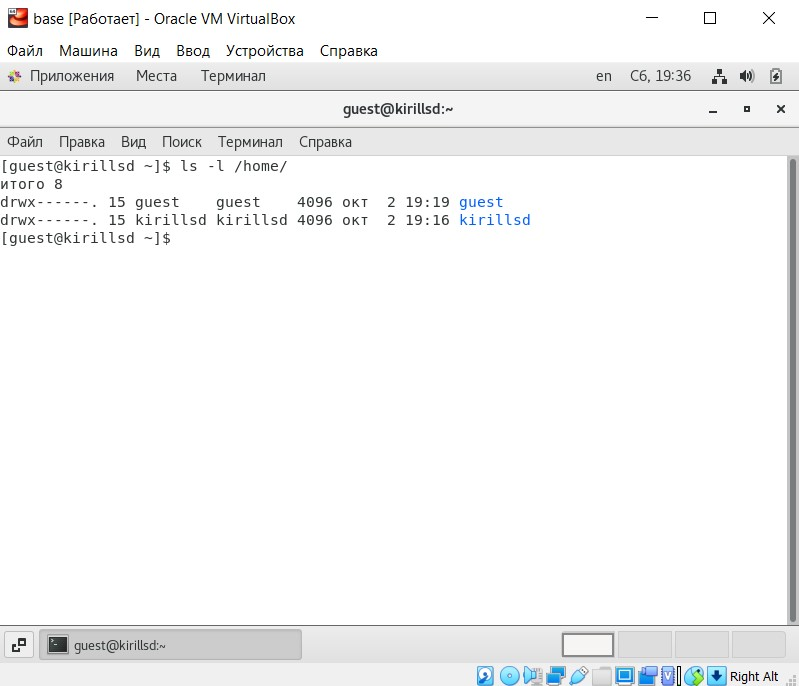 base [Работает] - Oracle VM VirtualBox
Файл Машина Вид Ввод Устройства Справка
Приложения Места Терминал en Сб, 19:36
guest@kirillsd:~
Файл Правка Вид Поиск Терминал Справка
[guest@kirillsd ~]$ ls -l /home/
итого 8
drwx------. 15 guest    guest    4096 окт  2 19:19 guest
drwx------. 15 kirillsd kirillsd 4096 окт  2 19:16 kirillsd
[guest@kirillsd ~]$
guest@kirillsd:~
Right Alt